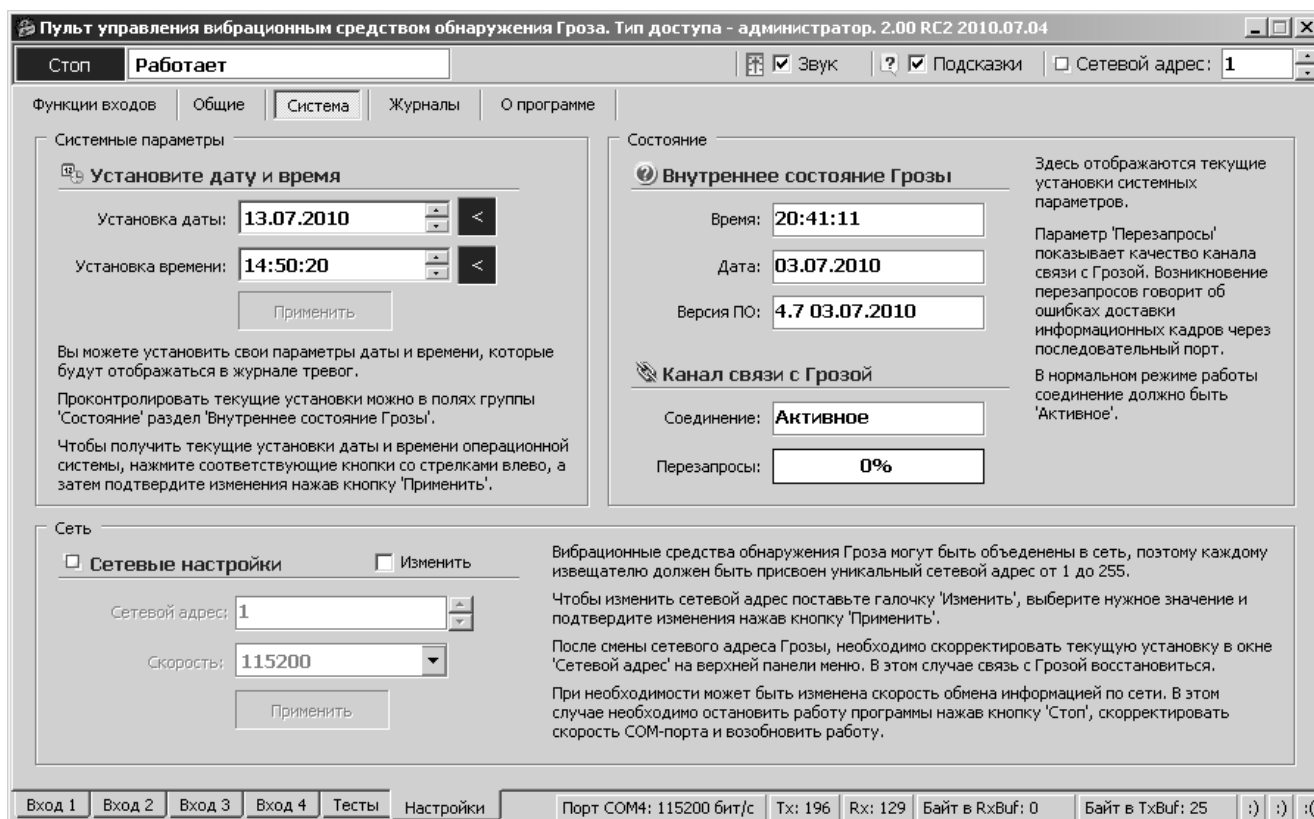 Пульт управления вибрационным средством обнаружения Гроза. Тип доступа - администратор. 2.00 RC2 2010.07.04
Стоп Работает Звук Подсказки Сетевой адрес: 1
Функции входов Общие Система Журналы О программе
Системные параметры
Установите дату и время
Установка даты: 13.07.2010 <
Установка времени: 14:50:20 <
Применить
Вы можете установить свои параметры даты и времени, которые
будут отображаться в журнале тревог.
Проконтролировать текущие установки можно в полях группы
'Состояние' раздел 'Внутреннее состояние Грозы'.
Чтобы получить текущие установки даты и времени операционной
системы, нажмите соответствующие кнопки со стрелками влево, а
затем подтвердите изменения нажав кнопку 'Применить'.
Состояние
Внутреннее состояние Грозы
Время: 20:41:11
Дата: 03.07.2010
Версия ПО: 4.7 03.07.2010
Канал связи с Грозой
Соединение: Активное
Перезапросы: 0%
Здесь отображаются текущие
установки системных
параметров.
Параметр 'Перезапросы'
показывает качество канала
связи с Грозой. Возникновение
перезапросов говорит об
ошибках доставки
информационных кадров через
последовательный порт.
В нормальном режиме работы
соединение должно быть
'Активное'.
Сеть
Сетевые настройки Изменить
Сетевой адрес: 1
Скорость: 115200
Применить
Вибрационные средства обнаружения Гроза могут быть объеденены в сеть, поэтому каждому
извещателю должен быть присвоен уникальный сетевой адрес от 1 до 255.
Чтобы изменить сетевой адрес поставьте галочку 'Изменить', выберите нужное значение и
подтвердите изменения нажав кнопку 'Применить'.
После смены сетевого адреса Грозы, необходимо скорректировать текущую установку в окне
'Сетевой адрес' на верхней панели меню. В этом случае связь с Грозой восстановиться.
При необходимости может быть изменена скорость обмена информацией по сети. В этом
случае необходимо остановить работу программы нажав кнопку 'Стоп', скорректировать
скорость COM-порта и возобновить работу.
Вход 1 Вход 2 Вход 3 Вход 4 Тесты Настройки Порт COM4: 115200 бит/с Tx: 196 Rx: 129 Байт в RxBuf: 0 Байт в TxBuf: 25 :) :) :(